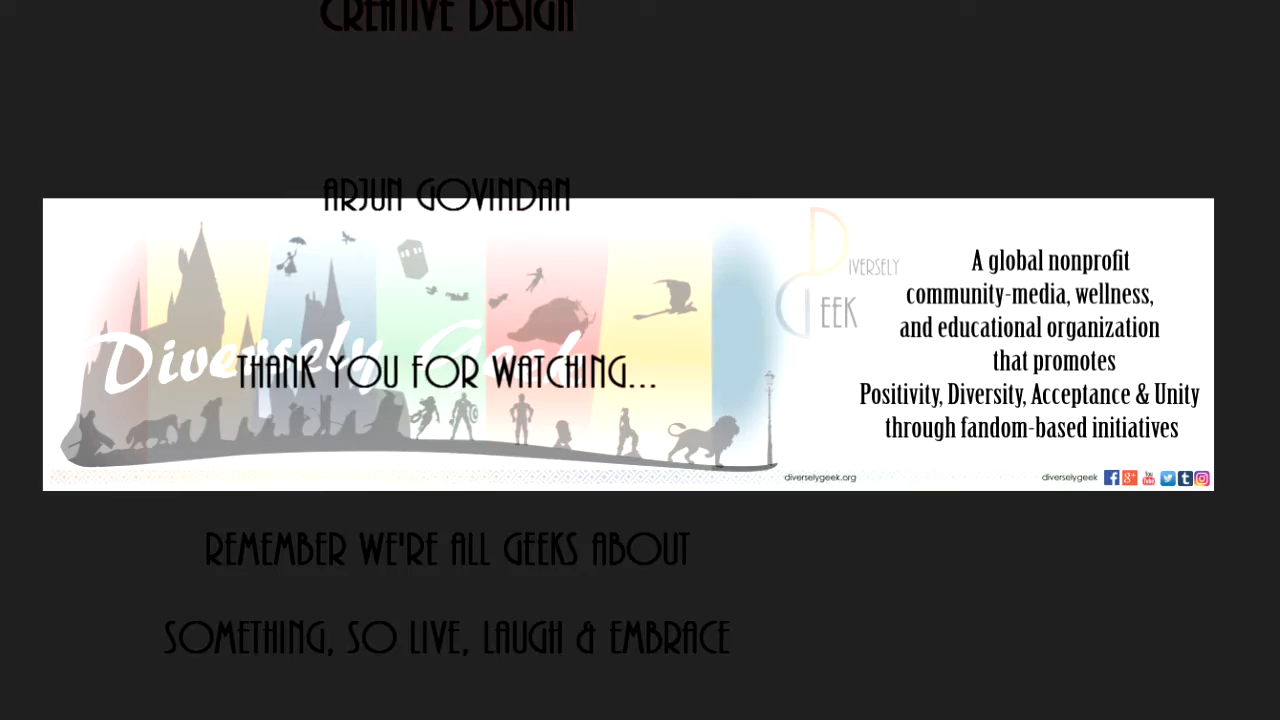 CREATIVE DESIGN
ARJUN GOVINDAN
Diversely Geek
DIVERSELY
GEEK
THANK YOU FOR WATCHING...
A global nonprofit
community-media, wellness,
and educational organization
that promotes
Positivity, Diversity, Acceptance & Unity
through fandom-based initiatives
diverselygeek.org
diverselygeek
REMEMBER WE'RE ALL GEEKS ABOUT
SOMETHING, SO LIVE, LAUGH & EMBRACE